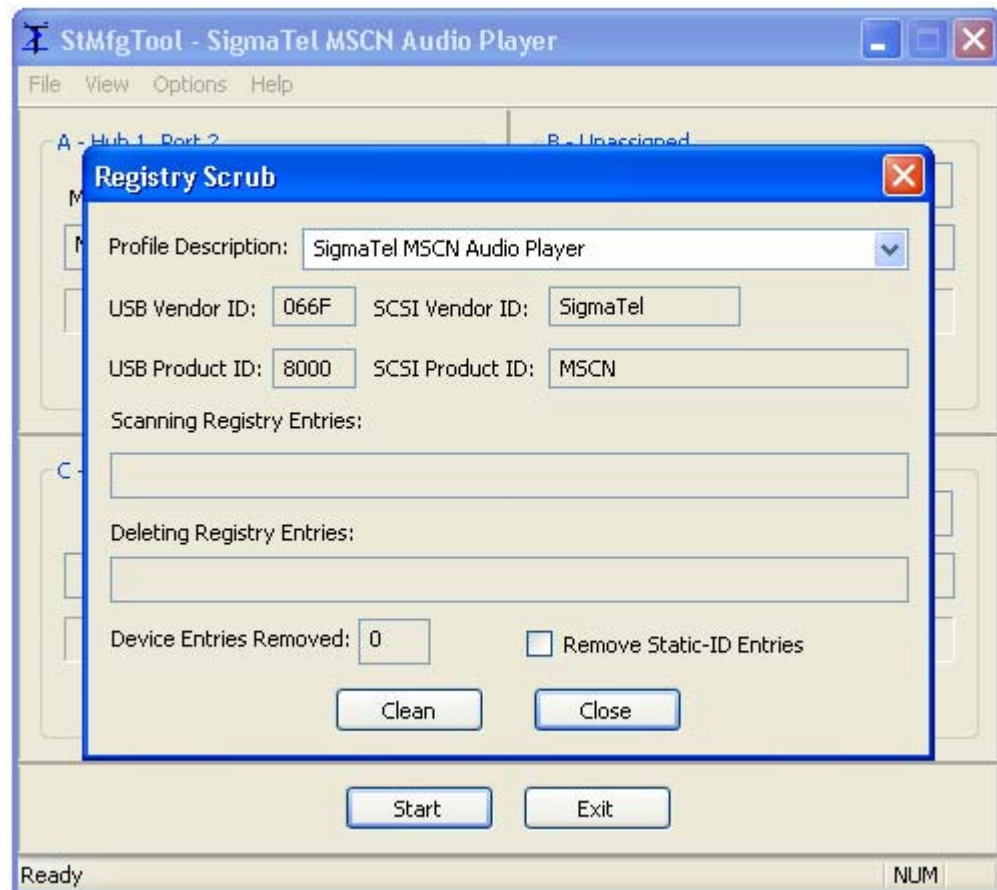 StMfgTool - SigmaTel MSCN Audio Player
File View Options Help
A - Hub 1, Port 2
B - Unassigned
Registry Scrub
Profile Description: SigmaTel MSCN Audio Player
USB Vendor ID: 066F SCSI Vendor ID: SigmaTel
USB Product ID: 8000 SCSI Product ID: MSCN
Scanning Registry Entries:
Deleting Registry Entries:
Device Entries Removed: 0 Remove Static-ID Entries
Clean Close
C -
Start Exit
Ready NUM